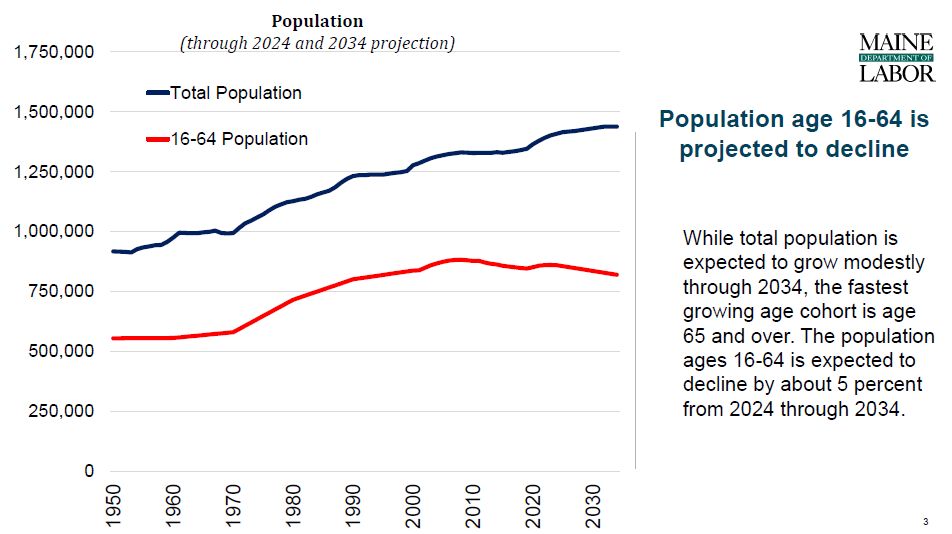 Population
(through 2024 and 2034 projection)
1,750,000
1,500,000
1,250,000
1,000,000
750,000
500,000
250,000
0
Total Population
16-64 Population
1950
1960
1970
1980
1990
2000
2010
2020
2030
MAINE
DEPARTMENT OF
LABOR
Population age 16-64 is
projected to decline
While total population is
expected to grow modestly
through 2034, the fastest
growing age cohort is age
65 and over. The population
ages 16-64 is expected to
decline by about 5 percent
from 2024 through 2034.
3